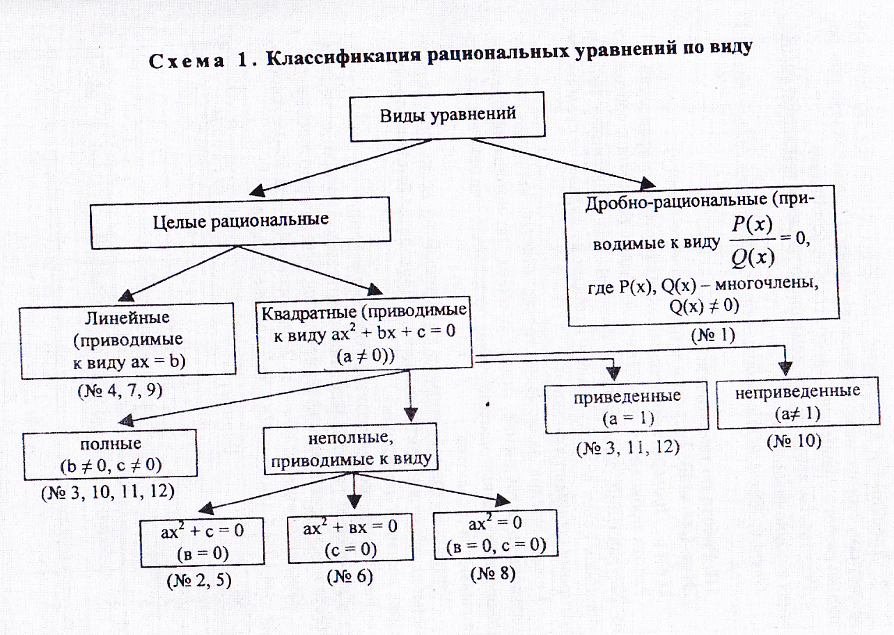 Схема 1. Классификация рациональных уравнений по виду
Виды уравнений
Целые рациональные
Дробно-рациональные (при-
водимые к виду P(x)/Q(x) = 0,
где P(x), Q(x) – многочлены,
Q(x) ≠ 0)
(№ 1)
Линейные
(приводимые
к виду ax = b)
(№ 4, 7, 9)
Квадратные (приводимые
к виду ax² + bx + c = 0
(a ≠ 0))
приведенные
(a = 1)
(№ 3, 11, 12)
неприведенные
(a≠ 1)
(№ 10)
полные
(b ≠ 0, c ≠ 0)
(№ 3, 10, 11, 12)
неполные,
приводимые к виду
ax² + c = 0
(в = 0)
(№ 2, 5)
ax² + вx = 0
(c = 0)
(№ 6)
ax² = 0
(в = 0, c = 0)
(№ 8)